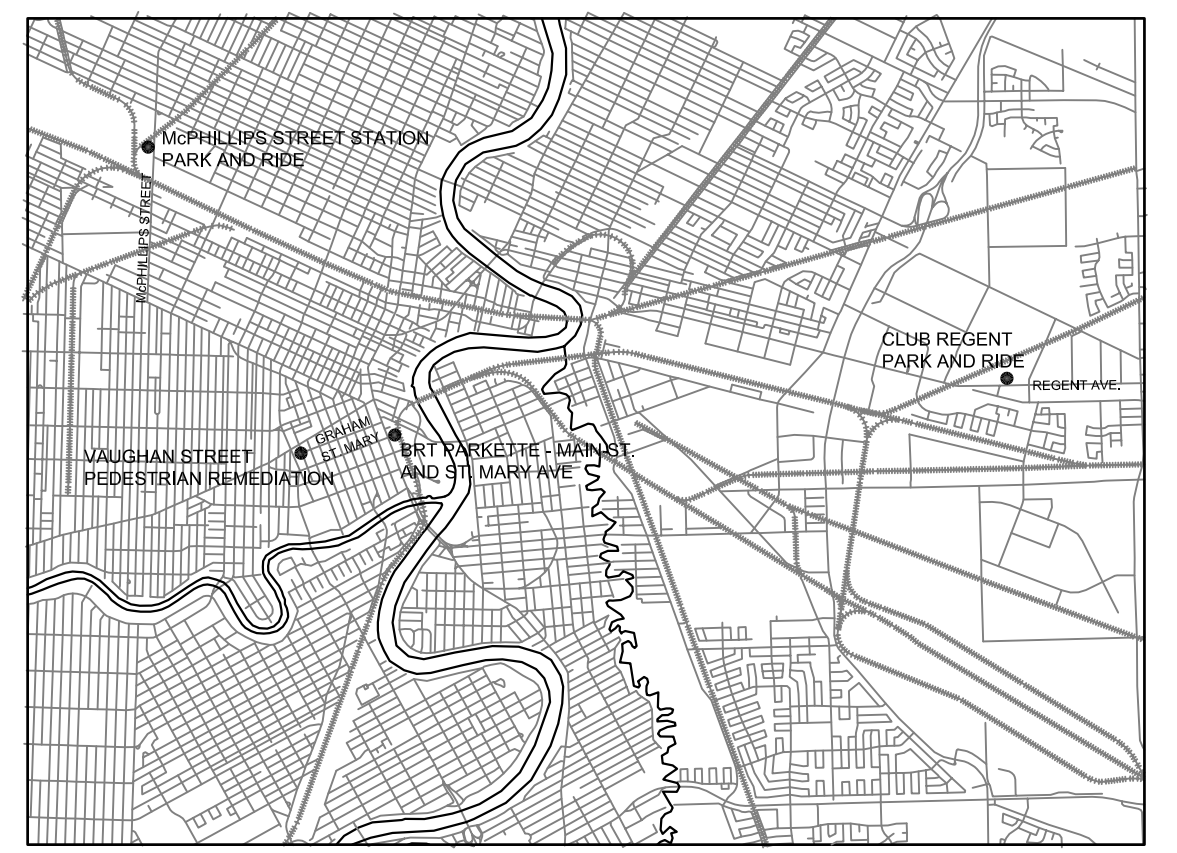 McPHILLIPS STREET STATION
PARK AND RIDE
McPHILLIPS STREET
CLUB REGENT
PARK AND RIDE
REGENT AVE.
GRAHAM
ST. MARY
VAUGHAN STREET
PEDESTRIAN REMEDIATION
BRT PARKETTE - MAIN ST.
AND ST. MARY AVE